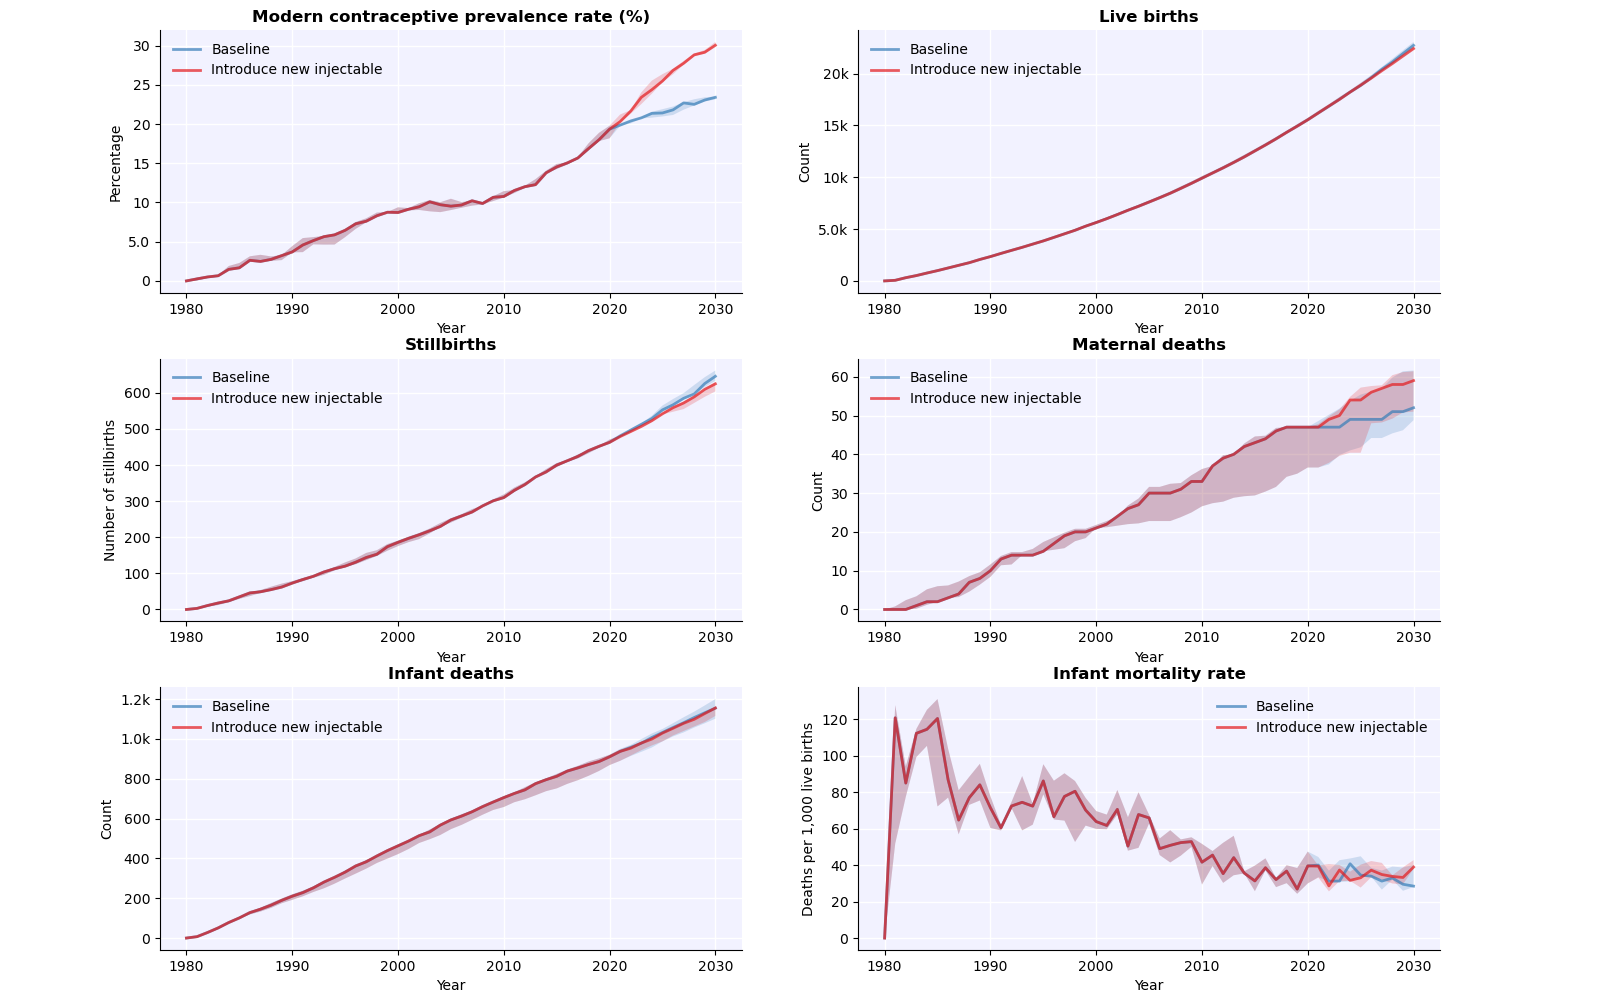 Modern contraceptive prevalence rate (%)
Baseline
Introduce new injectable
30
25
20
15
10
5.0
0
Percentage
1980 1990 2000 2010 2020 2030
Year
Live births
Baseline
Introduce new injectable
20k
15k
10k
5.0k
0
Count
1980 1990 2000 2010 2020 2030
Year
Stillbirths
Baseline
Introduce new injectable
600
500
400
300
200
100
0
Number of stillbirths
1980 1990 2000 2010 2020 2030
Year
Maternal deaths
Baseline
Introduce new injectable
60
50
40
30
20
10
0
Count
1980 1990 2000 2010 2020 2030
Year
Infant deaths
Baseline
Introduce new injectable
1.2k
1.0k
800
600
400
200
0
Count
1980 1990 2000 2010 2020 2030
Year
Infant mortality rate
Baseline
Introduce new injectable
120
100
80
60
40
20
0
Deaths per 1,000 live births
1980 1990 2000 2010 2020 2030
Year